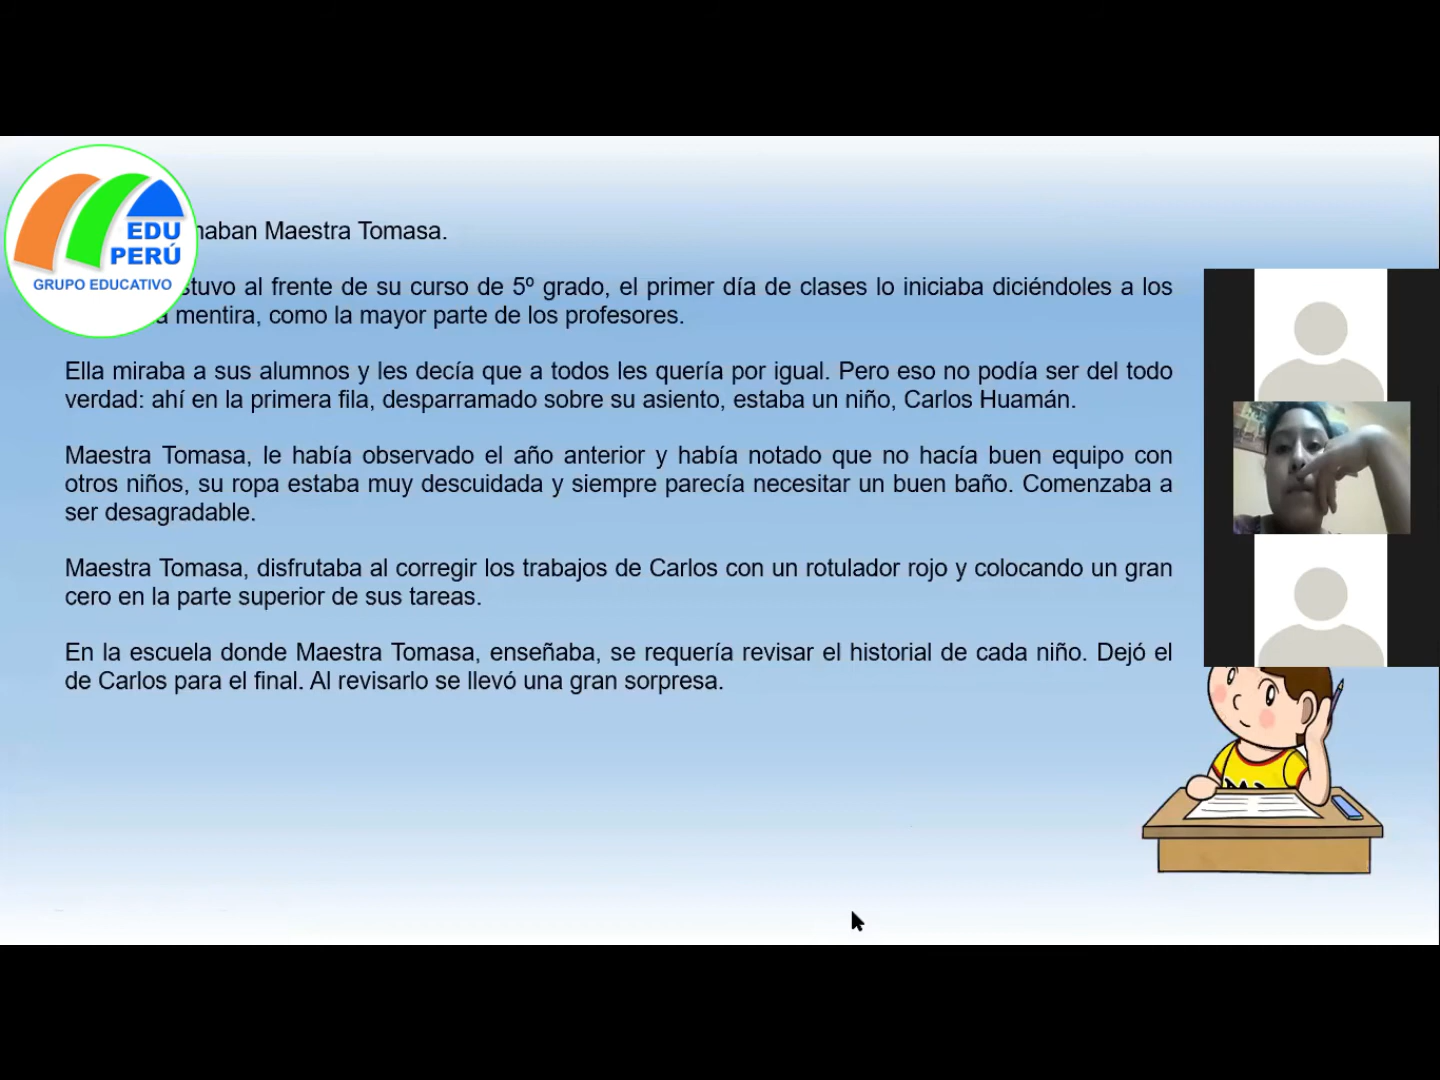 EDU
PERÚ
GRUPO EDUCATIVO
Maestra Tomasa.
al frente de su curso de 5º grado, el primer día de clases lo iniciaba diciéndoles a los
mentira, como la mayor parte de los profesores.
Ella miraba a sus alumnos y les decía que a todos les quería por igual. Pero eso no podía ser del todo
verdad: ahí en la primera fila, desparramado sobre su asiento, estaba un niño, Carlos Huamán.
Maestra Tomasa, le había observado el año anterior y había notado que no hacía buen equipo con
otros niños, su ropa estaba muy descuidada y siempre parecía necesitar un buen baño. Comenzaba a
ser desagradable.
Maestra Tomasa, disfrutaba al corregir los trabajos de Carlos con un rotulador rojo y colocando un gran
cero en la parte superior de sus tareas.
En la escuela donde Maestra Tomasa, enseñaba, se requería revisar el historial de cada niño. Dejó el
de Carlos para el final. Al revisarlo se llevó una gran sorpresa.